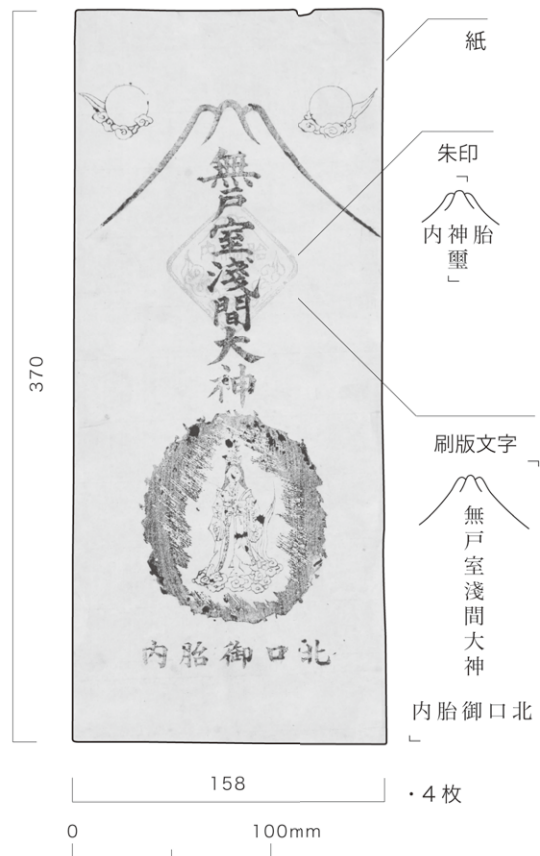 紙
朱印
「
内神胎
璽
」
刷版文字
「
無戸室淺間大神
内胎御口北
」
無戸室淺間大神
内胎御口北
370
158
・4枚
0 100mm